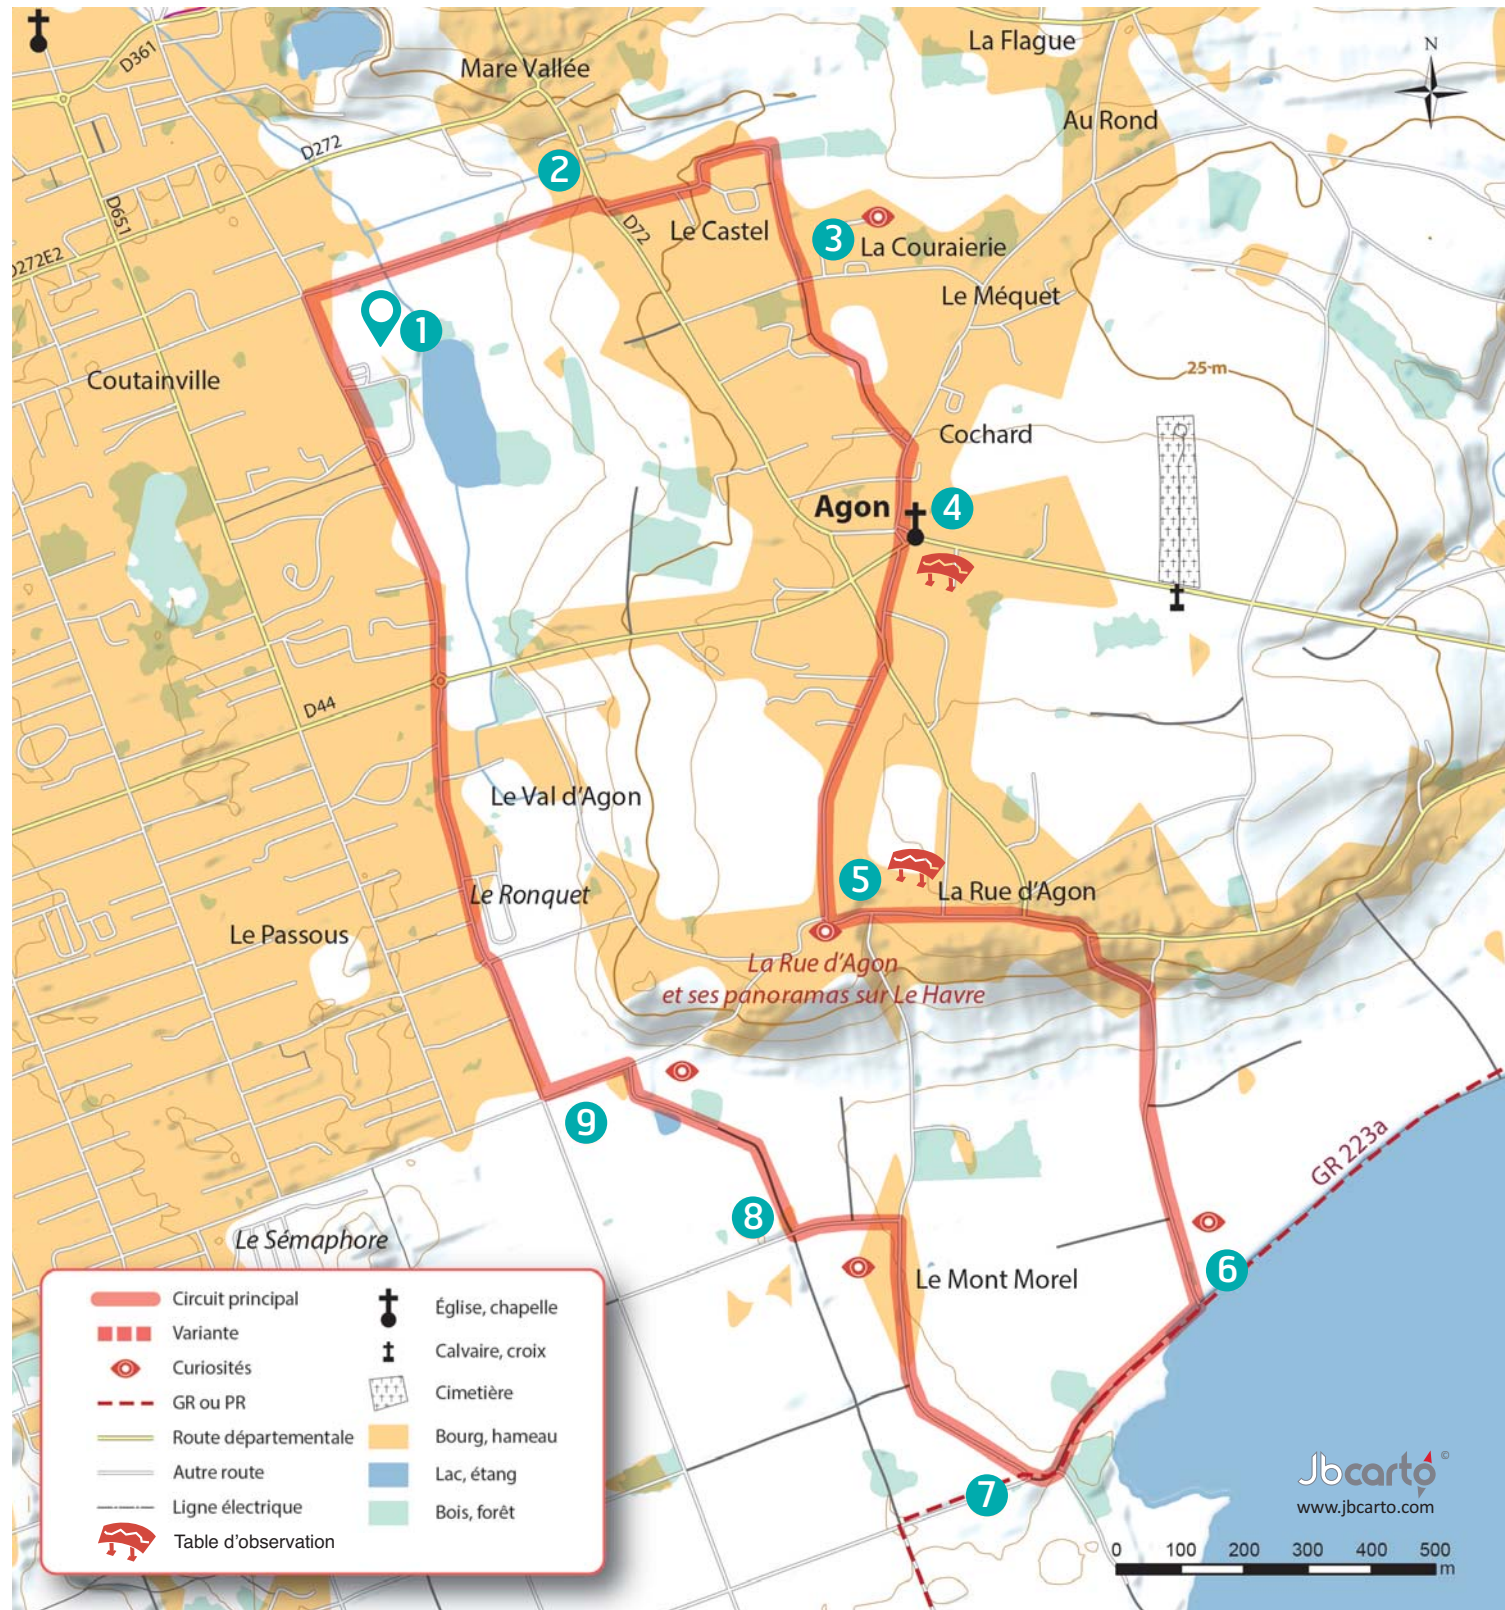 La Flague
D361
Mare Vallée
N
Au Rond
D272
2
D651
D72
Le Castel
3
La Couraierie
D272E2
Le Méquet
1
25 m
Coutainville
Cochard
Agon
4
D44
Le Val d'Agon
5
La Rue d'Agon
Le Ronquet
Le Passous
La Rue d'Agon
et ses panoramas sur Le Havre
9
GR 223a
8
Le Sémaphore
6
Le Mont Morel
7
Circuit principal
Variante
Curiosités
GR ou PR
Route départementale
Autre route
Ligne électrique
Table d'observation
Église, chapelle
Calvaire, croix
Cimetière
Bourg, hameau
Lac, étang
Bois, forêt
Jbcarto ©
www.jbcarto.com
0 100 200 300 400 500
m